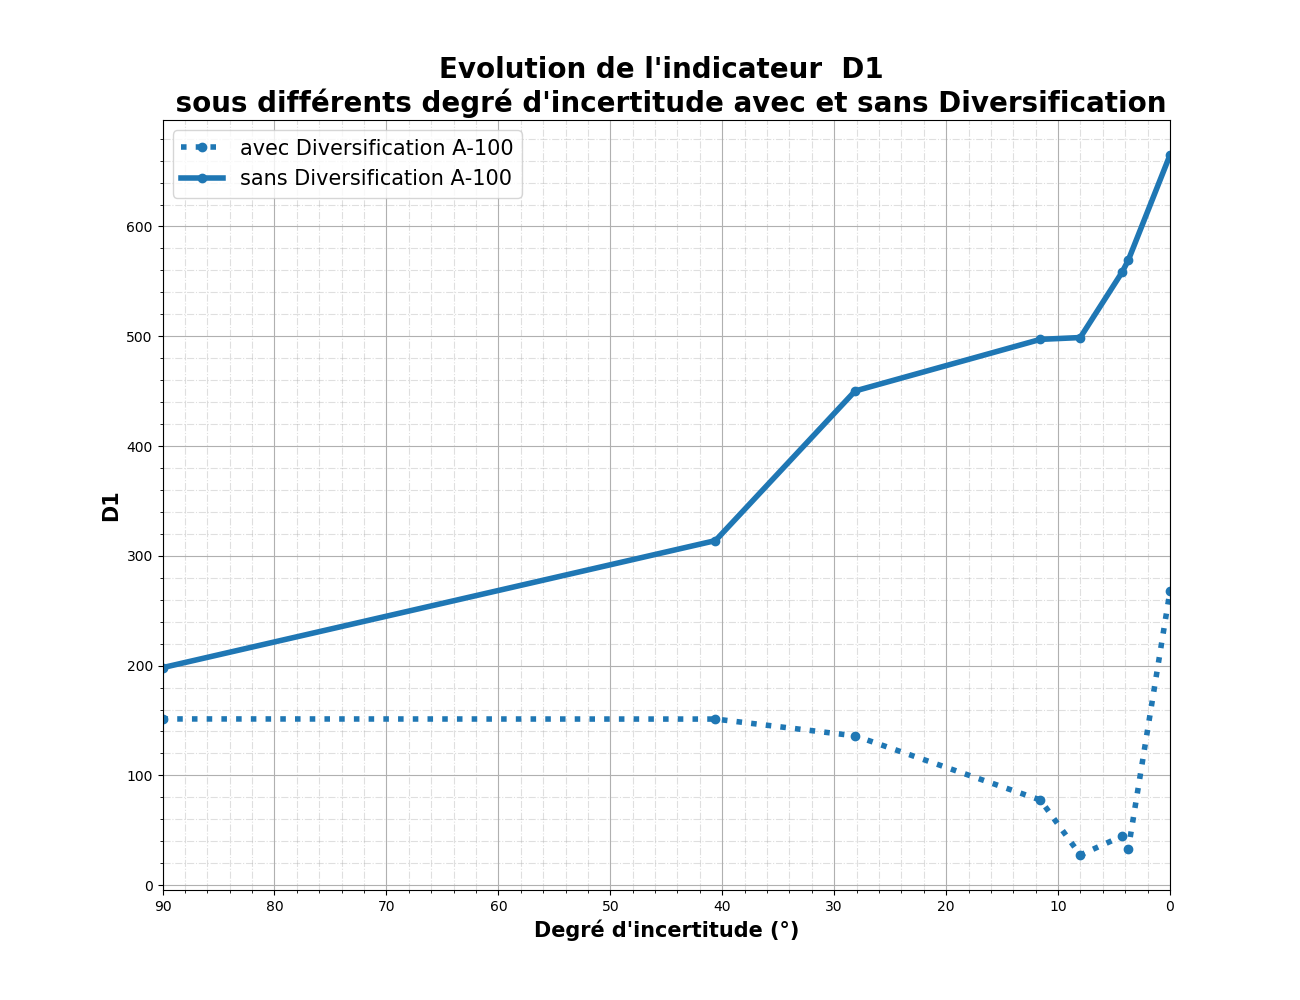 Evolution de l'indicateur  D1
sous différents degré d'incertitude avec et sans Diversification
avec Diversification A-100
sans Diversification A-100
600
500
400
300
200
100
0
D1
90 80 70 60 50 40 30 20 10 0
Degré d'incertitude (°)